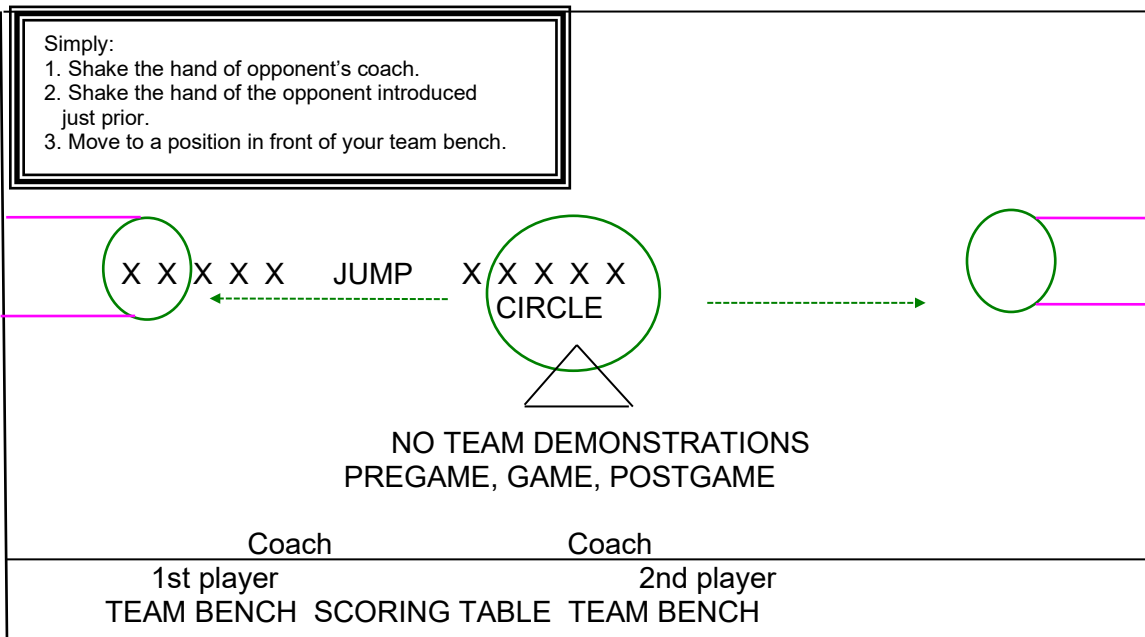 Simply:
1. Shake the hand of opponent's coach.
2. Shake the hand of the opponent introduced
just prior.
3. Move to a position in front of your team bench.
X X X X X JUMP X X X X X
CIRCLE
NO TEAM DEMONSTRATIONS
PREGAME, GAME, POSTGAME
Coach Coach
1st player 2nd player
TEAM BENCH SCORING TABLE TEAM BENCH